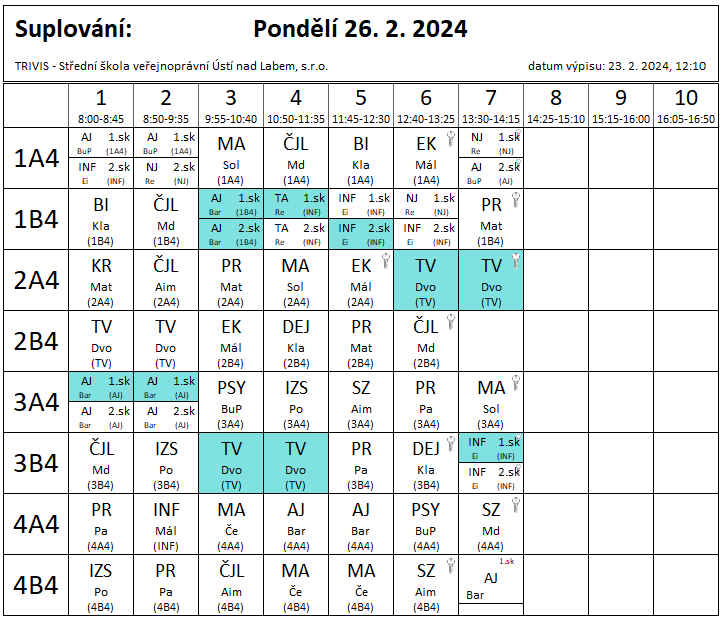 Suplování: Pondělí 26. 2. 2024
TRIVIS - Střední škola veřejnoprávní Ústí nad Labem, s.r.o. datum výpisu: 23. 2. 2024, 12:10
1 2 3 4 5 6 7 8 9 10
8:00-8:45 8:50-9:35 9:55-10:40 10:50-11:35 11:45-12:30 12:40-13:25 13:30-14:15 14:25-15:10 15:15-16:00 16:05-16:50
1A4
AJ 1.sk AJ 1.sk MA ČJL BI EK NJ 1.sk
BuP (1A4) BuP (1A4) Sol Md Kla Mál Re (NJ)
INF 2.sk NJ 2.sk (1A4) (1A4) (1A4) (1A4) AJ 2.sk
Ei (INF) Re (NJ) BuP (AJ)
1B4
BI ČJL AJ 1.sk TA 1.sk INF 1.sk NJ 1.sk PR
Kla Md Bar (1B4) Re (INF) Ei (INF) Re (NJ) Mat
(1B4) (1B4) AJ 2.sk TA 2.sk INF 2.sk INF 2.sk (1B4)
Bar (1B4) Re (INF) Ei (INF) Ei (INF)
2A4
KR ČJL PR MA EK TV TV
Mat Aim Mat Sol Mál Dvo Dvo
(2A4) (2A4) (2A4) (2A4) (2A4) (TV) (TV)
2B4
TV TV EK DEJ PR ČJL
Dvo Dvo Mál Kla Mat Md
(TV) (TV) (2B4) (2B4) (2B4) (2B4)
3A4
AJ 1.sk AJ 1.sk PSY IZS SZ PR MA
Bar (AJ) Bar (AJ) BuP Po Aim Pa Sol
AJ 2.sk AJ 2.sk (3A4) (3A4) (3A4) (3A4) (3A4)
Bar (AJ) Bar (AJ)
3B4
ČJL IZS TV TV PR DEJ INF 1.sk
Md Po Dvo Dvo Pa Kla Ei (INF)
(3B4) (3B4) (TV) (TV) (3B4) (3B4) INF 2.sk
Ei (INF)
4A4
PR INF MA AJ AJ PSY SZ
Pa Mál Če Bar Bar BuP Md
(4A4) (INF) (4A4) (4A4) (4A4) (4A4) (4A4)
4B4
IZS PR ČJL MA MA SZ 1.sk
Po Pa Aim Če Če Aim AJ
(4B4) (4B4) (4B4) (4B4) (4B4) (4B4) Bar